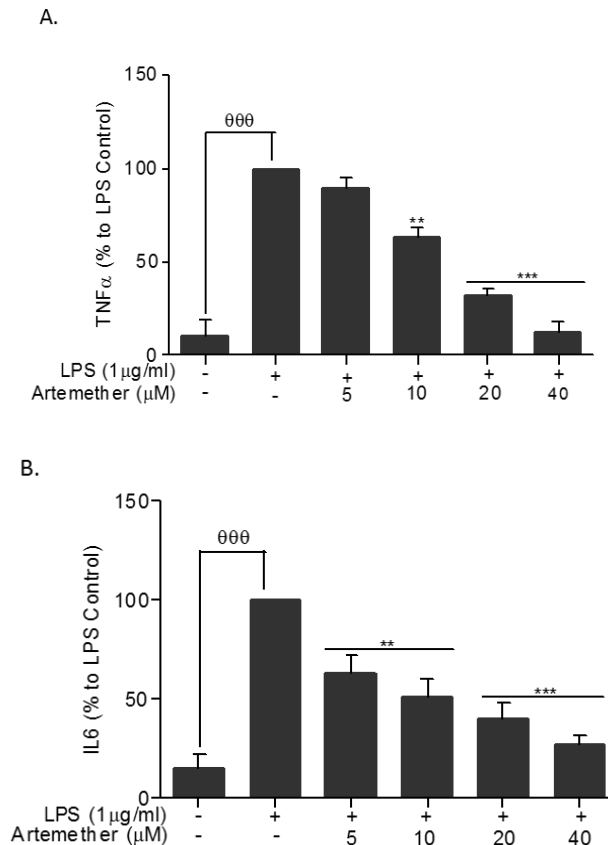 A.
TNFα (% to LPS Control)
150
100
50
0
θθθ
**
***
LPS (1μg/ml) - + + + + +
Artemether (μM) - - 5 10 20 40
B.
IL6 (% to LPS Control)
150
100
50
0
θθθ
**
***
LPS (1μg/ml) - + + + + +
Artemether (μM) - - 5 10 20 40